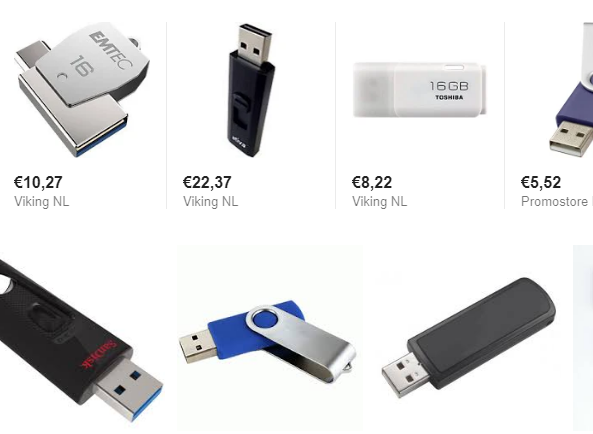 EMTEC
16
16GB
TOSHIBA
€10,27
Viking NL
€22,37
Viking NL
€8,22
Viking NL
€5,52
Promostore
SanDisk